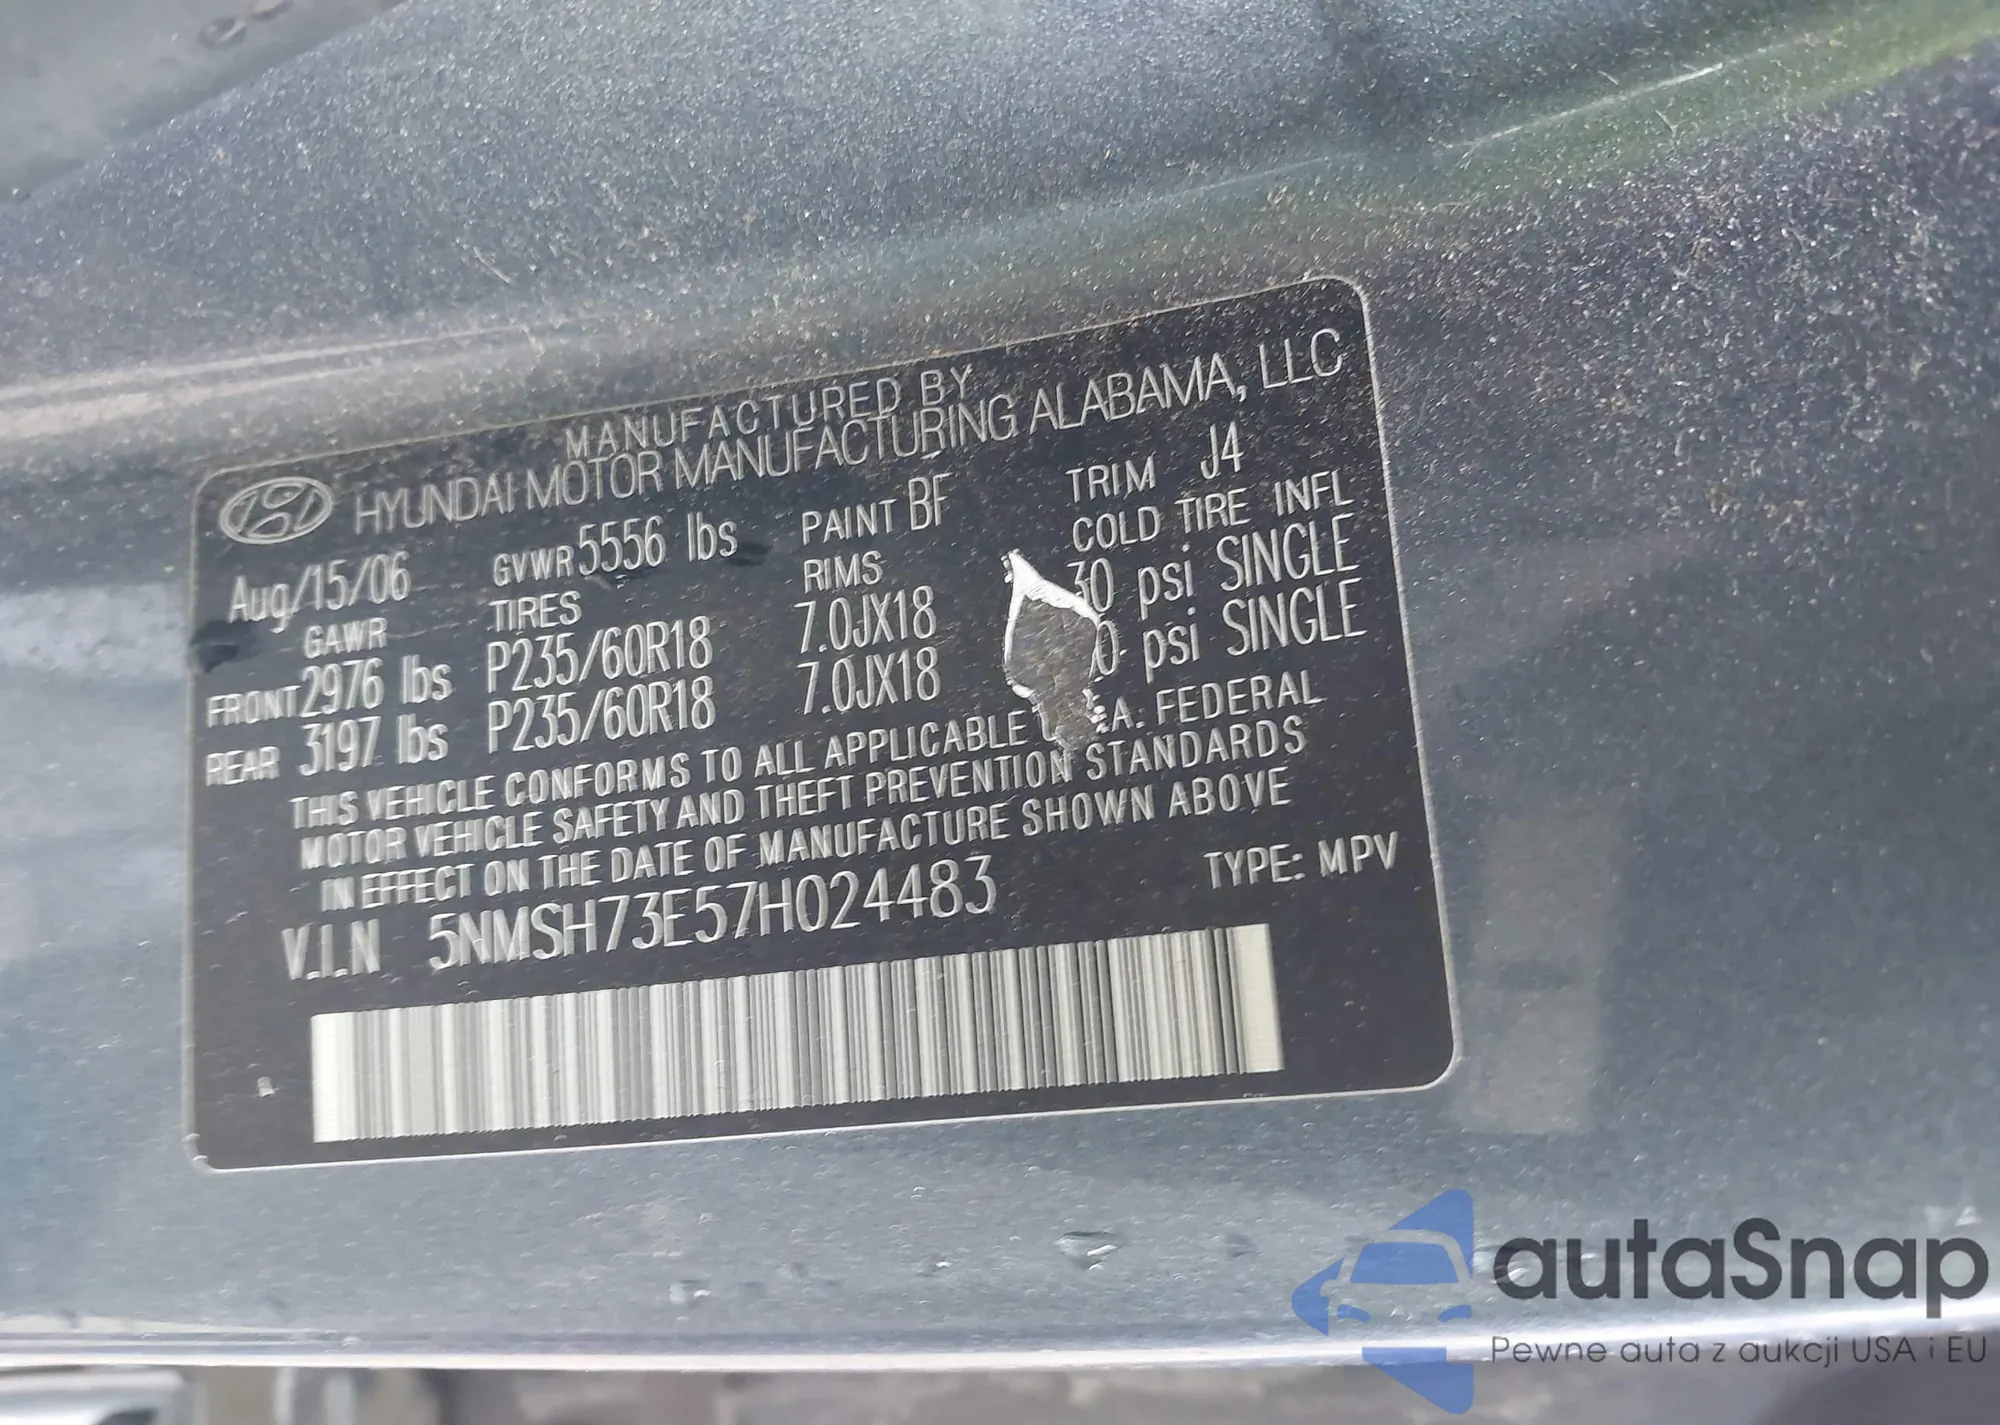 MANUFACTURED BY
HYUNDAI MOTOR MANUFACTURING ALABAMA, LLC
Aug/15/06 GVWR 5556 lbs PAINT BF TRIM J4
GAWR TIRES RIMS COLD TIRE INFL
FRONT 2976 lbs P235/60R18 7.0JX18 30 psi SINGLE
REAR 3197 lbs P235/60R18 7.0JX18 psi SINGLE
THIS VEHICLE CONFORMS TO ALL APPLICABLE FEDERAL
MOTOR VEHICLE SAFETY AND THEFT PREVENTION STANDARDS
IN EFFECT ON THE DATE OF MANUFACTURE SHOWN ABOVE
V.I.N 5NMSH73E57H024483 TYPE: MPV
autaSnap
Pewne auta z aukcji USA i EU